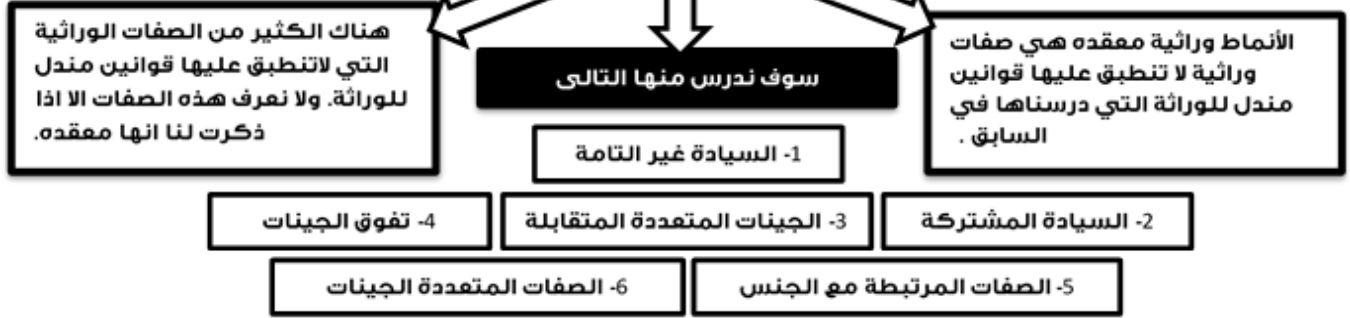 الأنماط وراثية معقده هي صفات
وراثية لا تنطبق عليها قوانين
مندل للوراثة التي درسناها في
السابق .
سوف ندرس منها التالى
هناك الكثير من الصفات الوراثية
التي لاتنطبق عليها قوانين مندل
للوراثة. ولا نعرف هذه الصفات الا اذا
ذكرت لنا انها معقده.
1- السيادة غير التامة
2- السيادة المشتركة
3- الجينات المتعددة المتقابلة
4- تفوق الجينات
5- الصفات المرتبطة مع الجنس
6- الصفات المتعددة الجينات